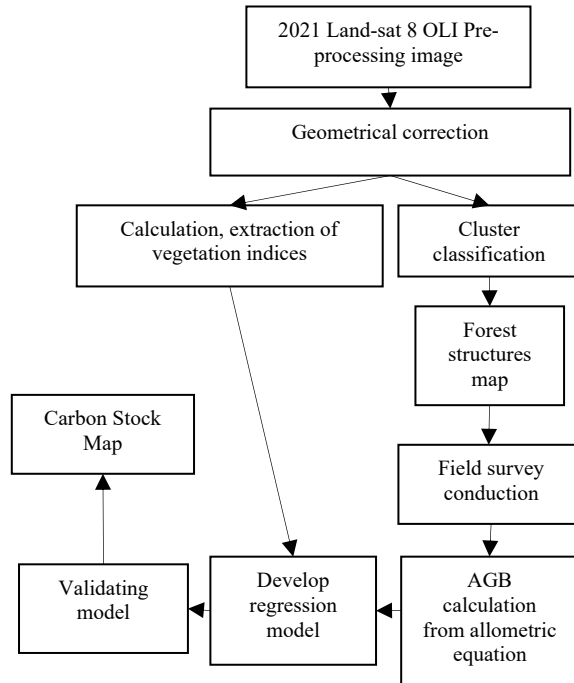 2021 Land-sat 8 OLI Pre-
processing image
Geometrical correction
Calculation, extraction of
vegetation indices
Cluster
classification
Forest
structures
map
Carbon Stock
Map
Field survey
conduction
Validating
model
Develop
regression
model
AGB
calculation
from allometric
equation